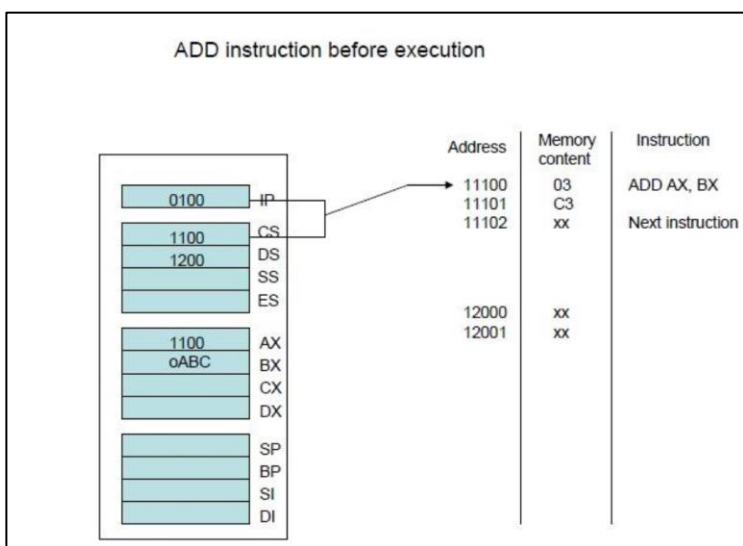 ADD instruction before execution
Address Memory content Instruction
0100 IP
1100 CS
1200 DS
SS
ES
1100 AX
oABC BX
CX
DX
SP
BP
SI
DI
11100 03 ADD AX, BX
11101 C3
11102 xx Next instruction
12000 xx
12001 xx